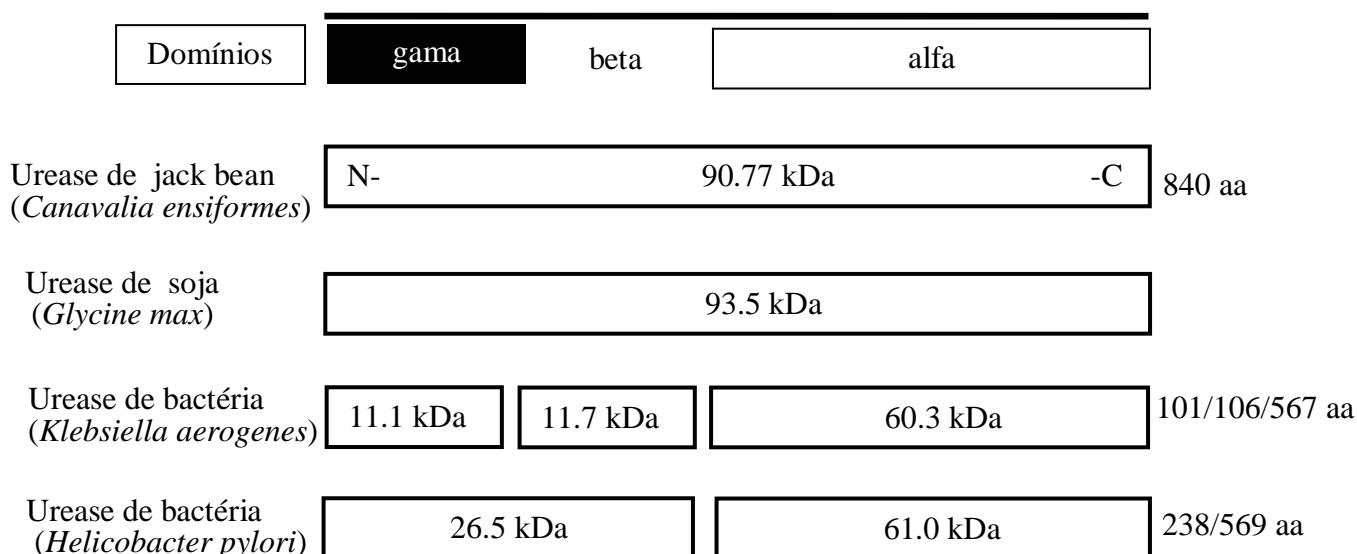 Domínios gama beta alfa
Urease de jack bean
(Canavalia ensiformes)
N- 90.77 kDa -C 840 aa
Urease de soja
(Glycine max)
93.5 kDa
Urease de bactéria
(Klebsiella aerogenes)
11.1 kDa 11.7 kDa 60.3 kDa 101/106/567 aa
Urease de bactéria
(Helicobacter pylori)
26.5 kDa 61.0 kDa 238/569 aa